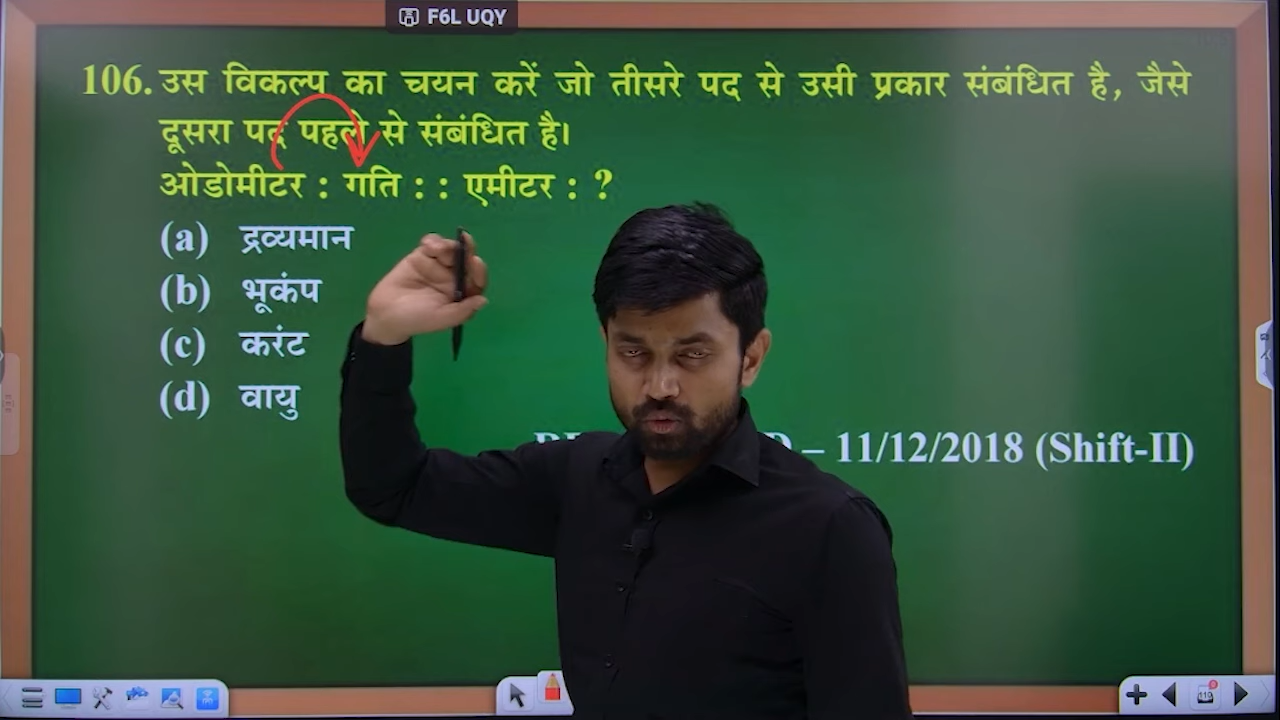 F6L UQY
106. उस विकल्प का चयन करें जो तीसरे पद से उसी प्रकार संबंधित है, जैसे
दूसरा पद पहले से संबंधित है।
ओडोमीटर : गति : : एमीटर : ?
(a) द्रव्यमान
(b) भूकंप
(c) करंट
(d) वायु
– 11/12/2018 (Shift-II)